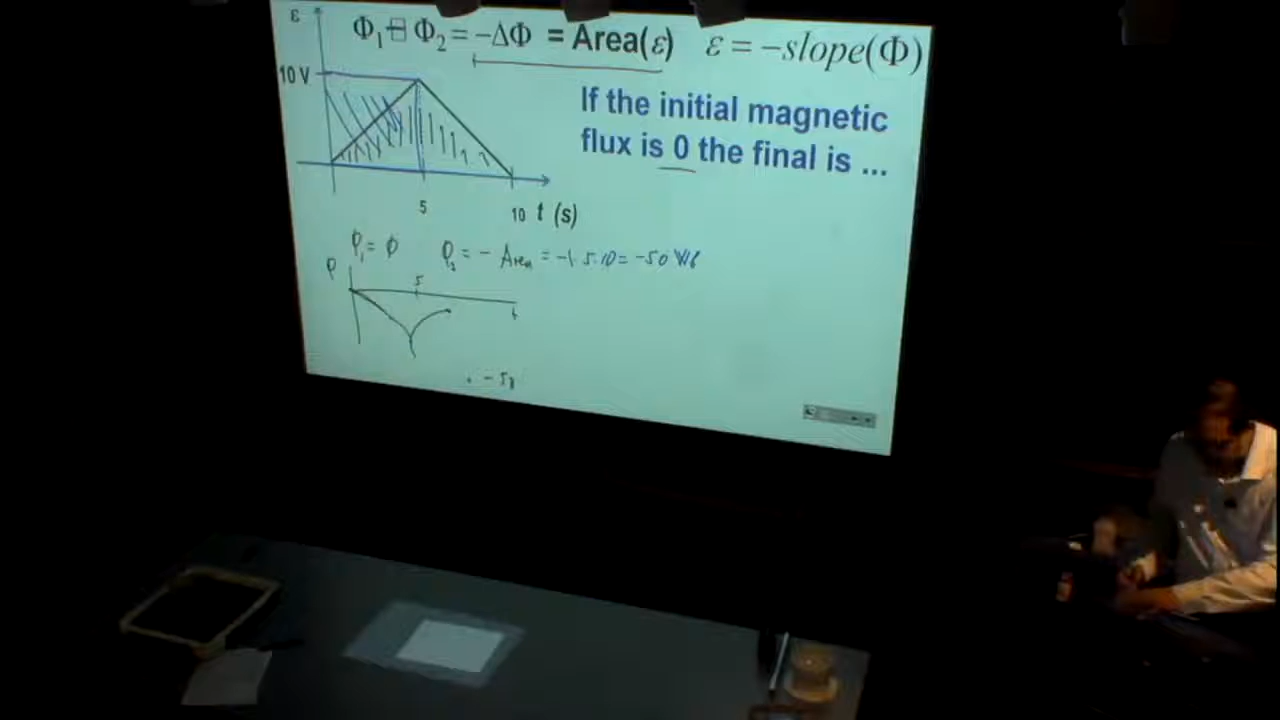 Φ₁ - Φ₂ = -ΔΦ = Area(ε) ε = -slope(Φ)
ε
10 V
If the initial magnetic
flux is 0 the final is ...
5
10 t (s)
φ₁ = 0 φ₂ = - Area = -1·5·10 = -50 Wb
φ
5
t